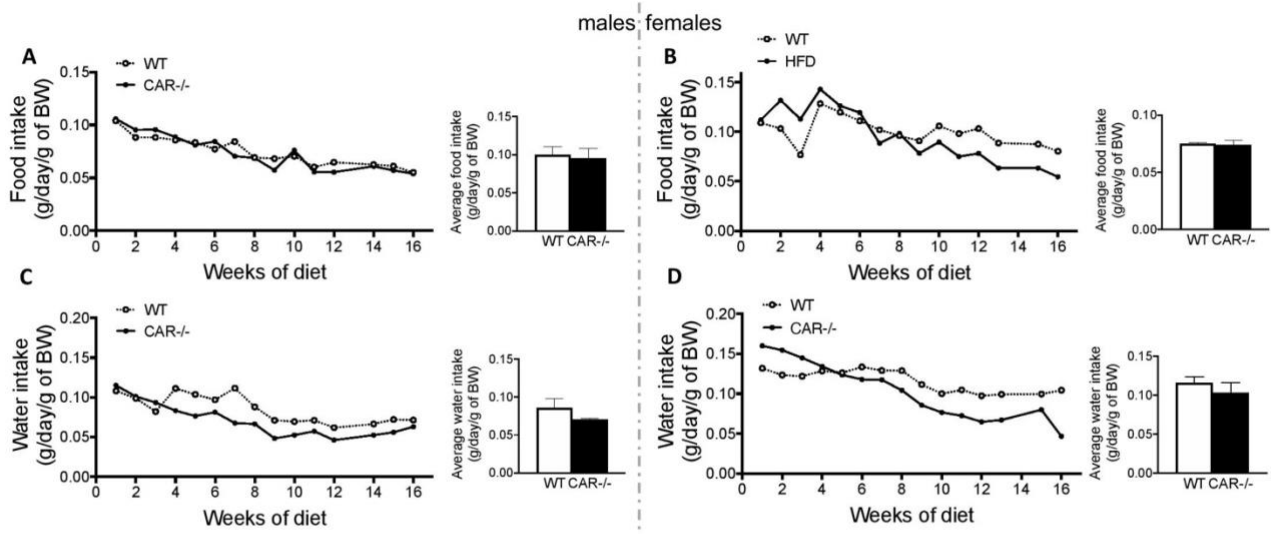 males females
A
WT
CAR-/-
0.15
0.10
0.05
0.00
Food intake
(g/day/g of BW)
0 2 4 6 8 10 12 14 16
Weeks of diet
0.15
0.10
0.05
0.00
Average food intake
(g/day/g of BW)
WT CAR-/-
B
WT
HFD
0.15
0.10
0.05
0.00
Food intake
(g/day/g of BW)
0 2 4 6 8 10 12 14 16
Weeks of diet
0.10
0.05
0.00
Average food intake
(g/day/g of BW)
WT CAR-/-
C
WT
CAR-/-
0.20
0.15
0.10
0.05
0.00
Water intake
(g/day/g of BW)
0 2 4 6 8 10 12 14 16
Weeks of diet
0.15
0.10
0.05
0.00
Average water intake
(g/day/g of BW)
WT CAR-/-
D
WT
CAR-/-
0.20
0.15
0.10
0.05
0.00
Water intake
(g/day/g of BW)
0 2 4 6 8 10 12 14 16
Weeks of diet
0.15
0.10
0.05
0.00
Average water intake
(g/day/g of BW)
WT CAR-/-